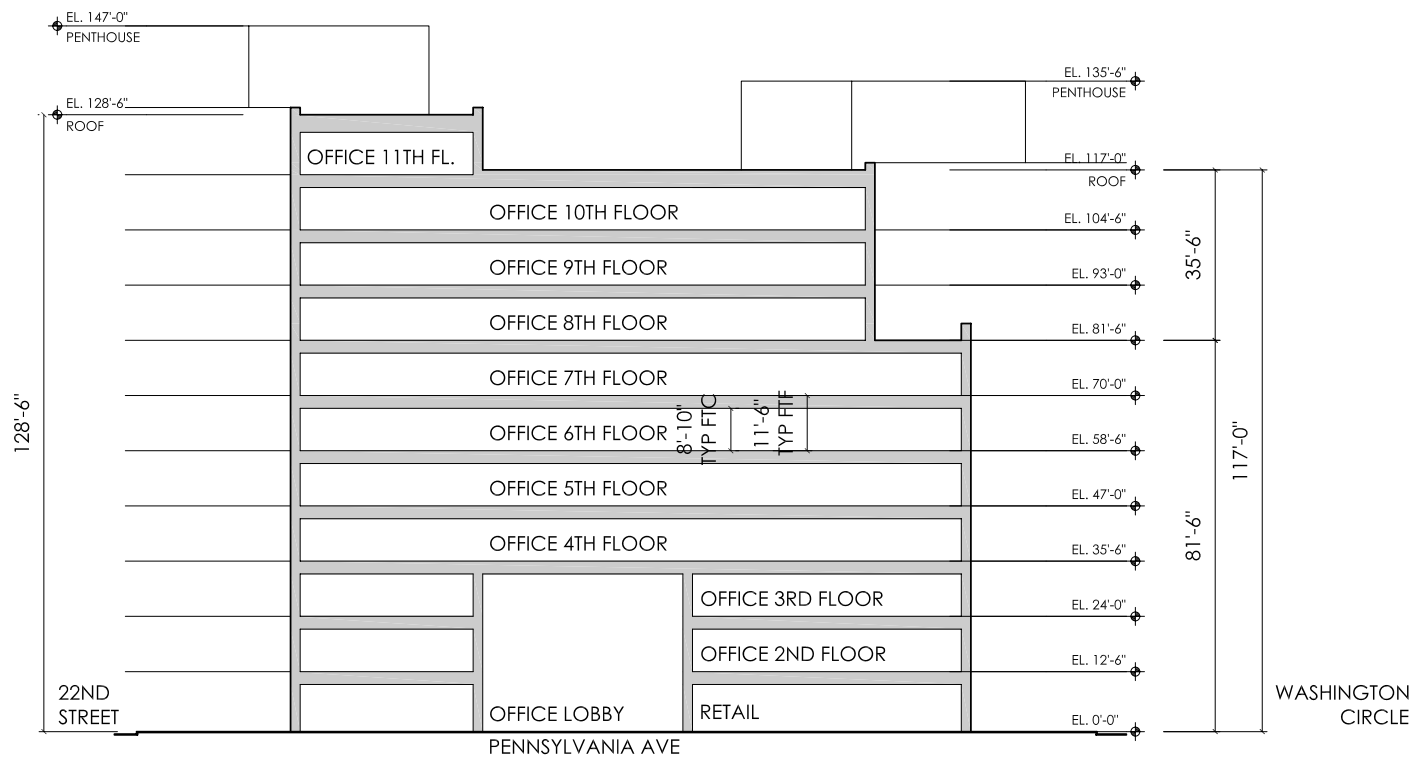 EL. 147'-0"
PENTHOUSE
EL. 135'-6"
PENTHOUSE
EL. 128'-6"
ROOF
OFFICE 11TH FL.
EL. 117'-0"
ROOF
OFFICE 10TH FLOOR
EL. 104'-6"
35'-6"
OFFICE 9TH FLOOR
EL. 93'-0"
OFFICE 8TH FLOOR
EL. 81'-6"
OFFICE 7TH FLOOR
EL. 70'-0"
128'-6"
OFFICE 6TH FLOOR
8'-10"
TYP FTC
11'-6"
TYP FTF
EL. 58'-6"
117'-0"
OFFICE 5TH FLOOR
EL. 47'-0"
81'-6"
OFFICE 4TH FLOOR
EL. 35'-6"
OFFICE 3RD FLOOR
EL. 24'-0"
OFFICE 2ND FLOOR
EL. 12'-6"
22ND
STREET
OFFICE LOBBY
RETAIL
EL. 0'-0"
WASHINGTON
CIRCLE
PENNSYLVANIA AVE